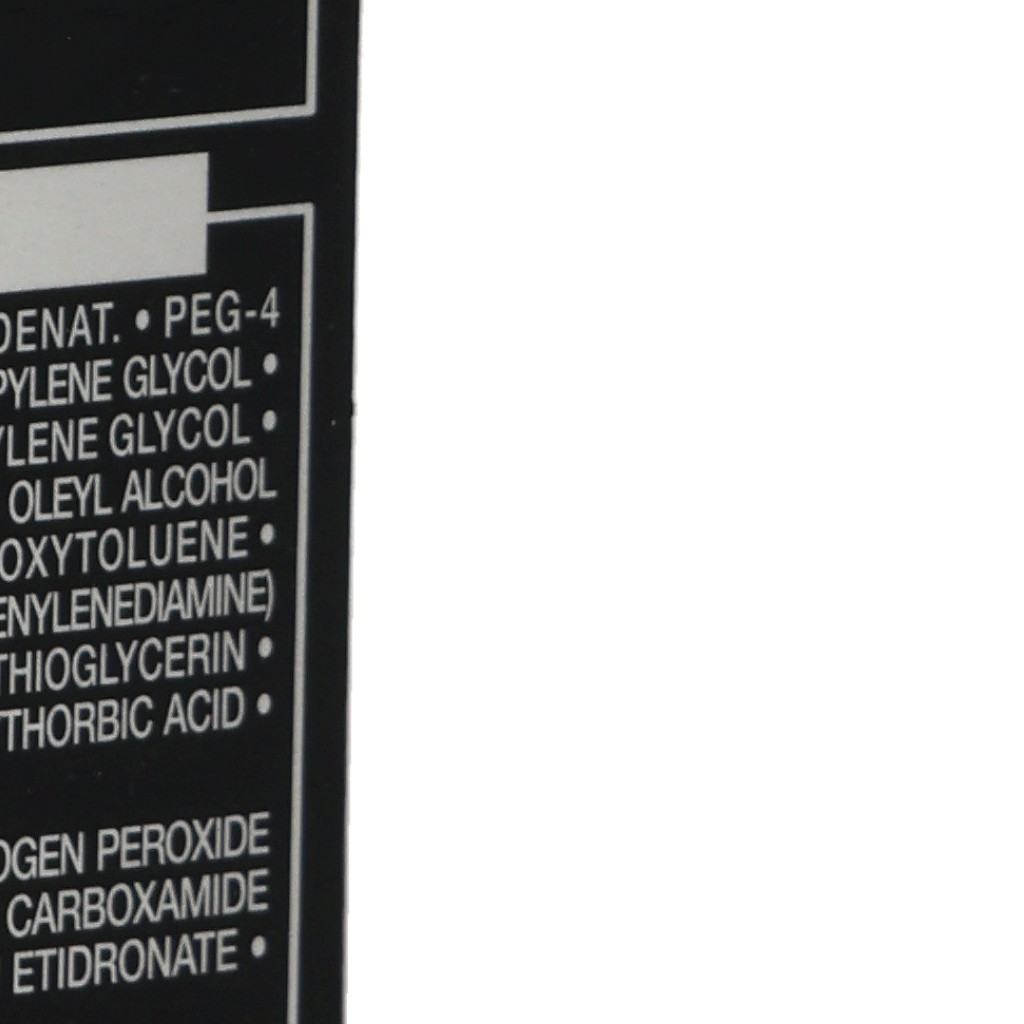 DENAT. • PEG-4
PYLENE GLYCOL •
YLENE GLYCOL •
OLEYL ALCOHOL
OXYTOLUENE •
ENYLENEDIAMINE)
THIOGLYCERIN •
THORBIC ACID •
OGEN PEROXIDE
CARBOXAMIDE
ETIDRONATE •